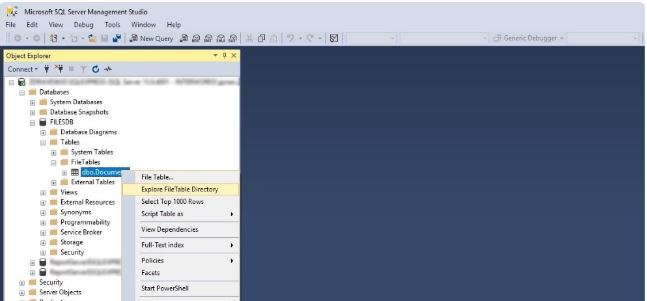 Microsoft SQL Server Management Studio
File Edit View Debug Tools Window Help
New Query
Generic Debugger
Object Explorer
Connect
Databases
System Databases
Database Snapshots
FILESDB
Database Diagrams
Tables
System Tables
FileTables
dbo.Docume
External Tables
Views
External Resources
Synonyms
Programmability
Service Broker
Storage
Security
Security
Server Objects
File Table...
Explore FileTable Directory
Select Top 1000 Rows
Script Table as
View Dependencies
Full-Text index
Policies
Facets
Start PowerShell